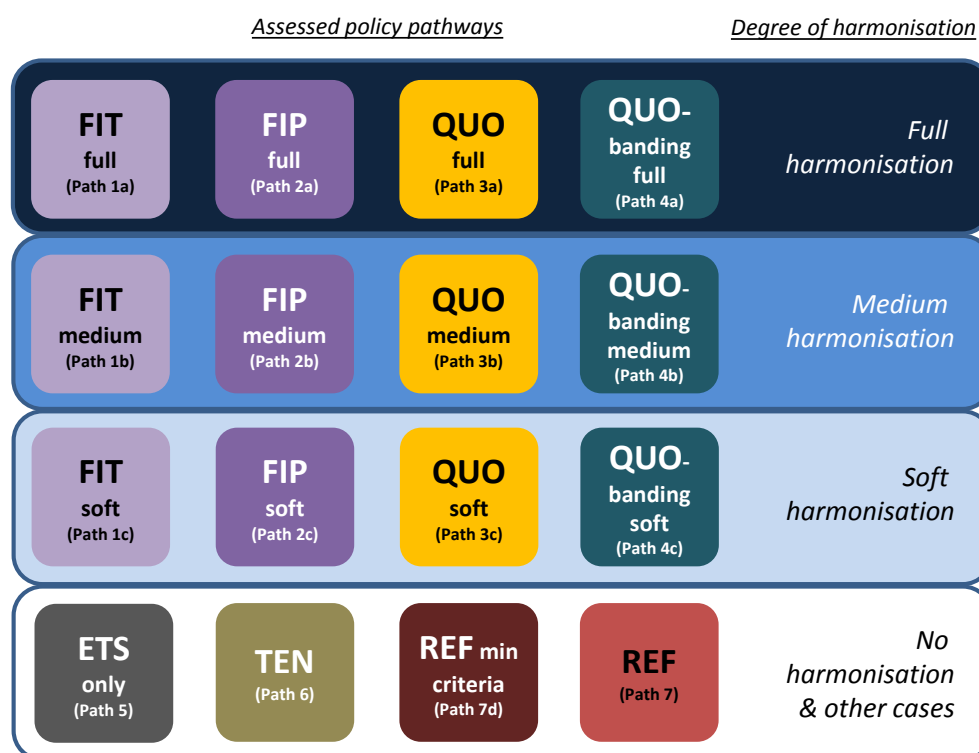 Assessed policy pathways
Degree of harmonisation
FIT
full
(Path 1a)
FIP
full
(Path 2a)
QUO
full
(Path 3a)
QUO-
banding
full
(Path 4a)
Full
harmonisation
FIT
medium
(Path 1b)
FIP
medium
(Path 2b)
QUO
medium
(Path 3b)
QUO-
banding
medium
(Path 4b)
Medium
harmonisation
FIT
soft
(Path 1c)
FIP
soft
(Path 2c)
QUO
soft
(Path 3c)
QUO-
banding
soft
(Path 4c)
Soft
harmonisation
ETS
only
(Path 5)
TEN
(Path 6)
REF min
criteria
(Path 7d)
REF
(Path 7)
No
harmonisation
& other cases